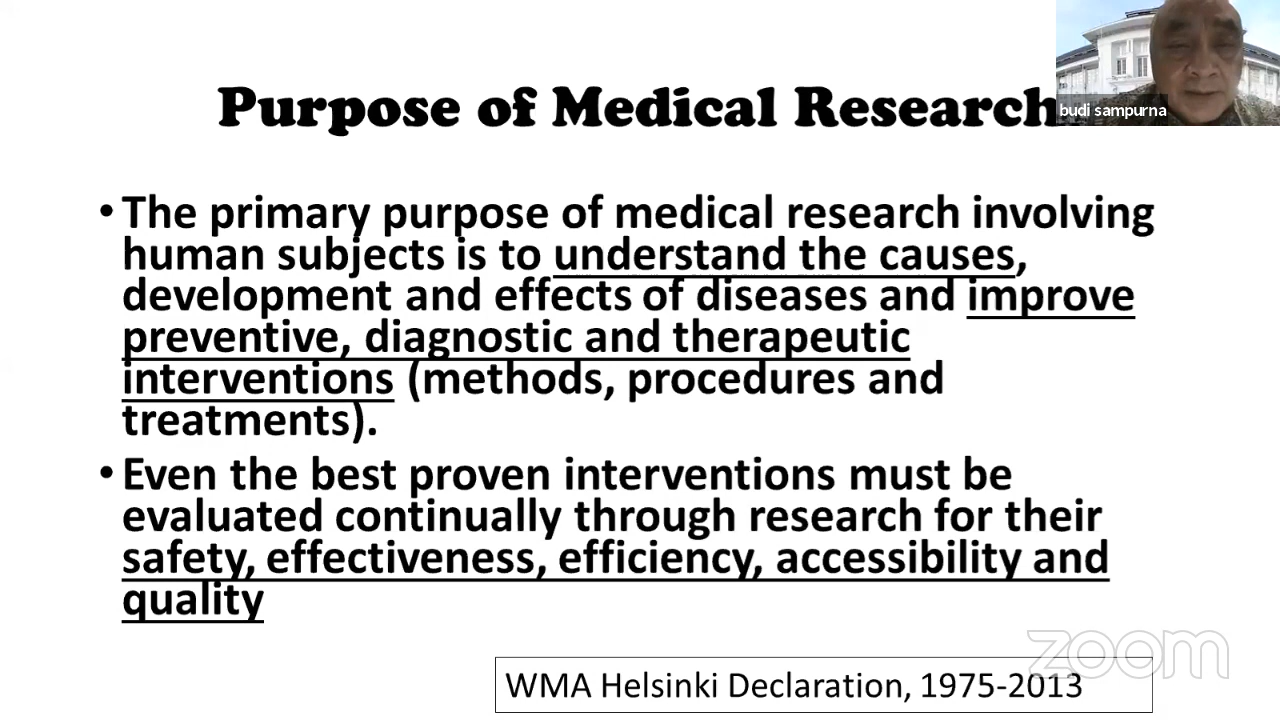 Purpose of Medical Research
budi sampurna
• The primary purpose of medical research involving
human subjects is to understand the causes,
development and effects of diseases and improve
preventive, diagnostic and therapeutic
interventions (methods, procedures and
treatments).
• Even the best proven interventions must be
evaluated continually through research for their
safety, effectiveness, efficiency, accessibility and
quality
zoom
WMA Helsinki Declaration, 1975-2013